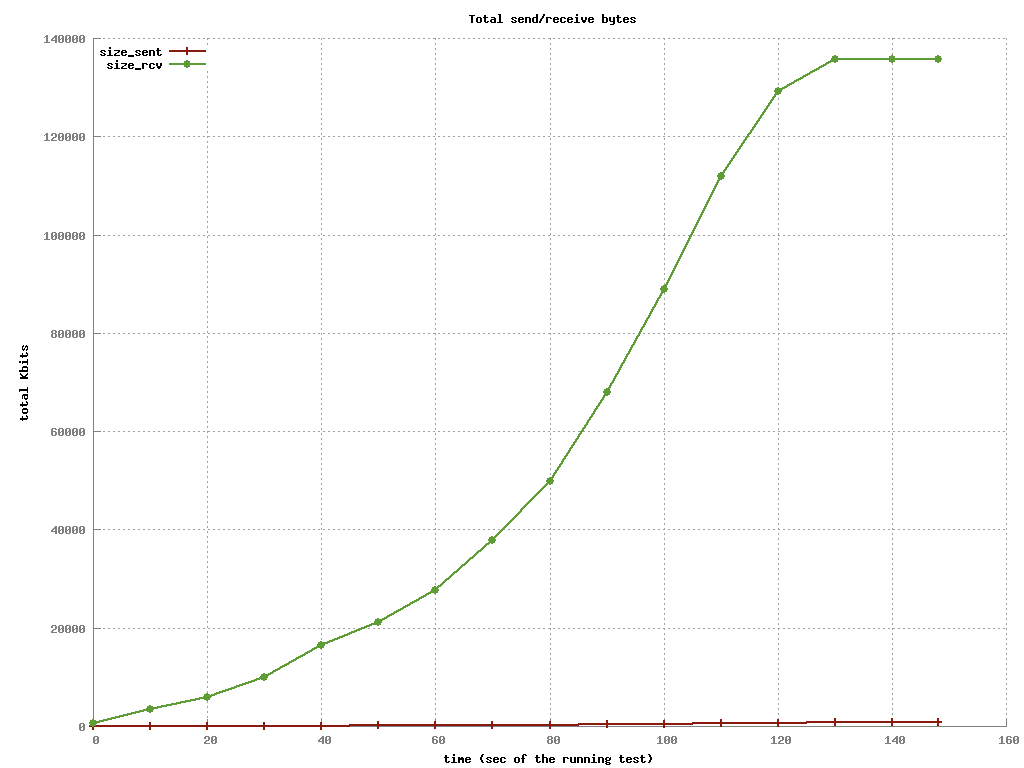 Total send/receive bytes
size_sent
size_rcv
140000
120000
100000
80000
60000
40000
20000
0
total Kbits
0 20 40 60 80 100 120 140 160
time (sec of the running test)